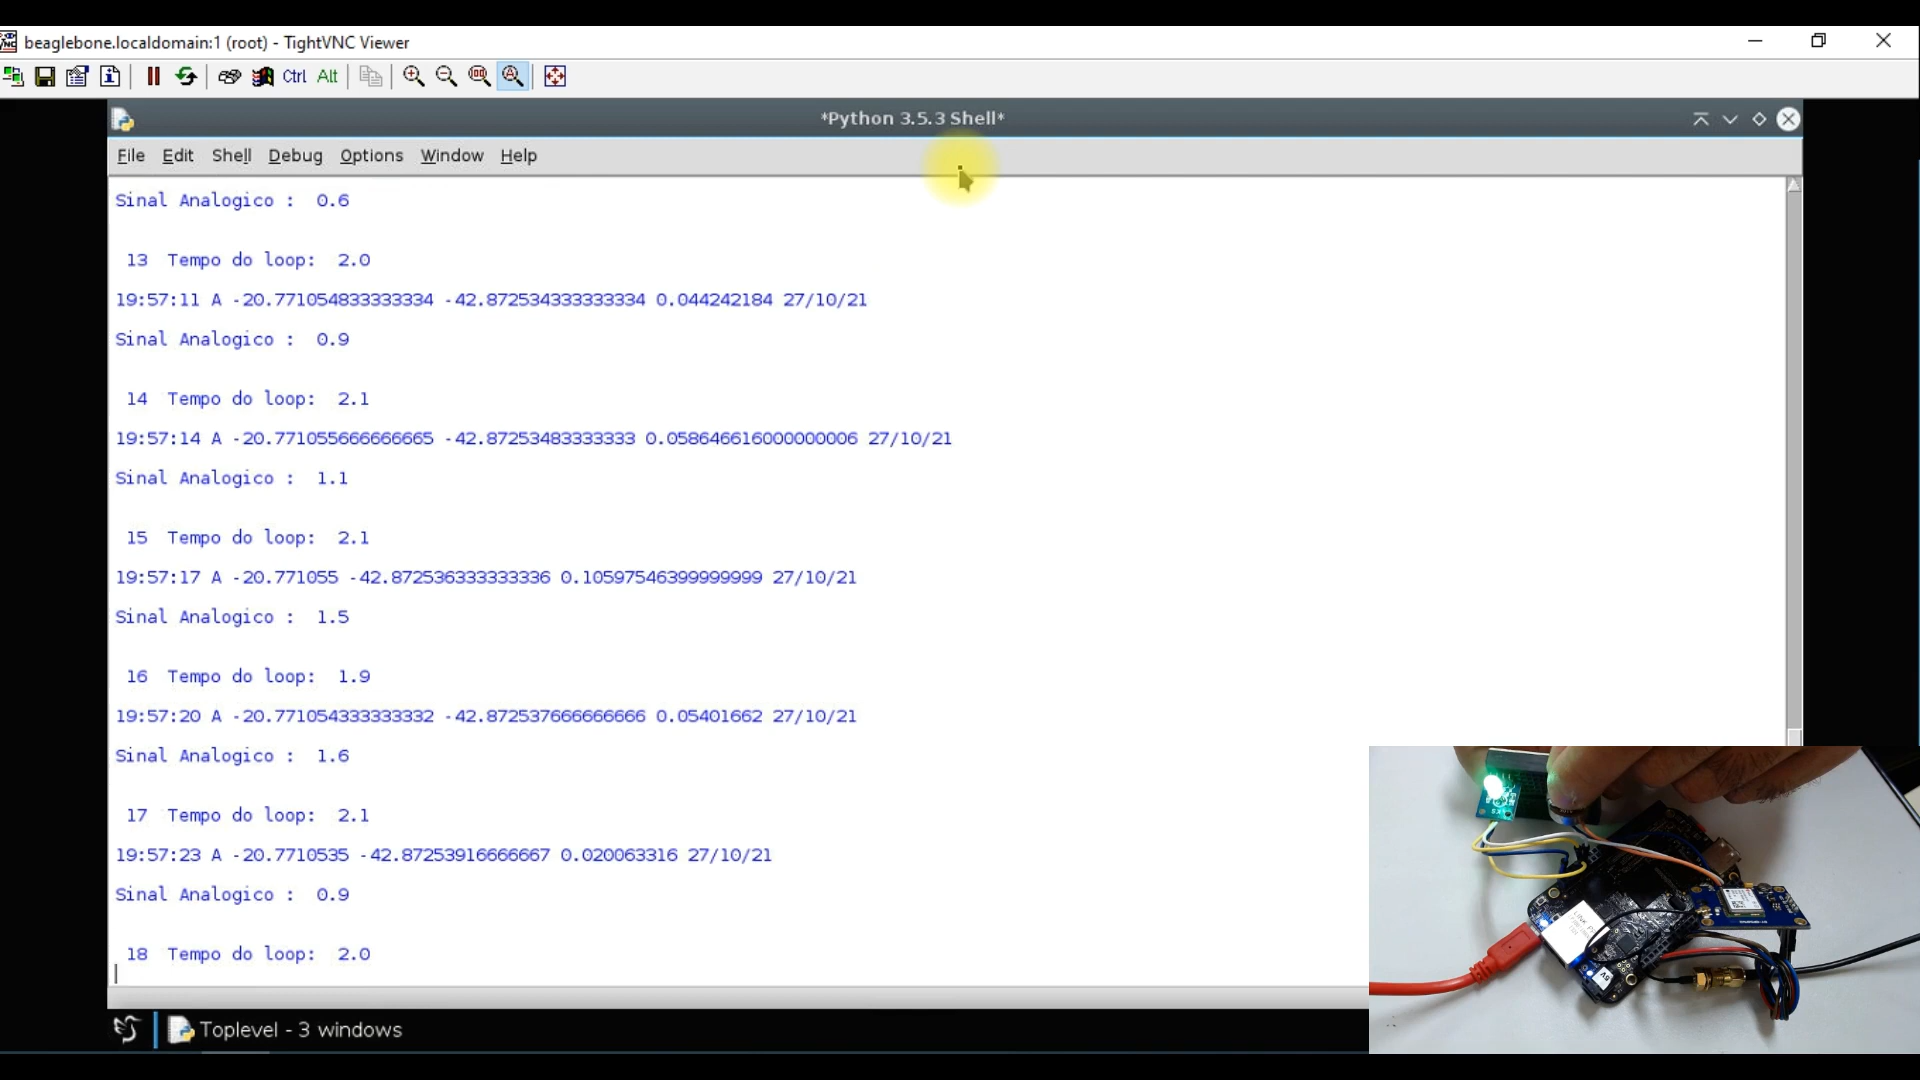 beaglebone.localdomain:1 (root) - TightVNC Viewer
Ctrl Alt
*Python 3.5.3 Shell*
File Edit Shell Debug Options Window Help
Sinal Analogico : 0.6
13 Tempo do loop: 2.0
19:57:11 A -20.771054833333334 -42.872534333333334 0.044242184 27/10/21
Sinal Analogico : 0.9
14 Tempo do loop: 2.1
19:57:14 A -20.771055666666665 -42.87253483333333 0.058646616000000006 27/10/21
Sinal Analogico : 1.1
15 Tempo do loop: 2.1
19:57:17 A -20.771055 -42.872536333333336 0.10597546399999999 27/10/21
Sinal Analogico : 1.5
16 Tempo do loop: 1.9
19:57:20 A -20.771054333333332 -42.872537666666666 0.05401662 27/10/21
Sinal Analogico : 1.6
17 Tempo do loop: 2.1
19:57:23 A -20.7710535 -42.87253916666667 0.020063316 27/10/21
Sinal Analogico : 0.9
18 Tempo do loop: 2.0
Toplevel - 3 windows
5V